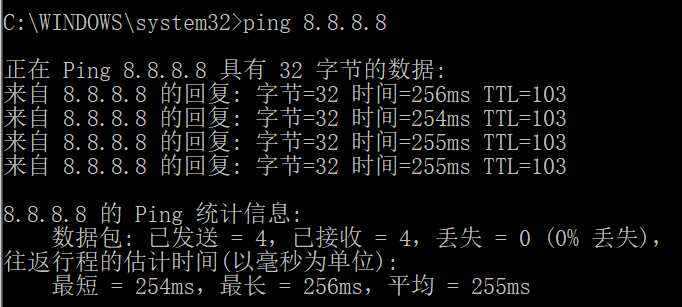 C:\WINDOWS\system32>ping 8.8.8.8
正在 Ping 8.8.8.8 具有 32 字节的数据:
来自 8.8.8.8 的回复: 字节=32 时间=256ms TTL=103
来自 8.8.8.8 的回复: 字节=32 时间=254ms TTL=103
来自 8.8.8.8 的回复: 字节=32 时间=255ms TTL=103
来自 8.8.8.8 的回复: 字节=32 时间=255ms TTL=103
8.8.8.8 的 Ping 统计信息:
数据包: 已发送 = 4，已接收 = 4，丢失 = 0 (0% 丢失)，
往返行程的估计时间(以毫秒为单位):
最短 = 254ms，最长 = 256ms，平均 = 255ms